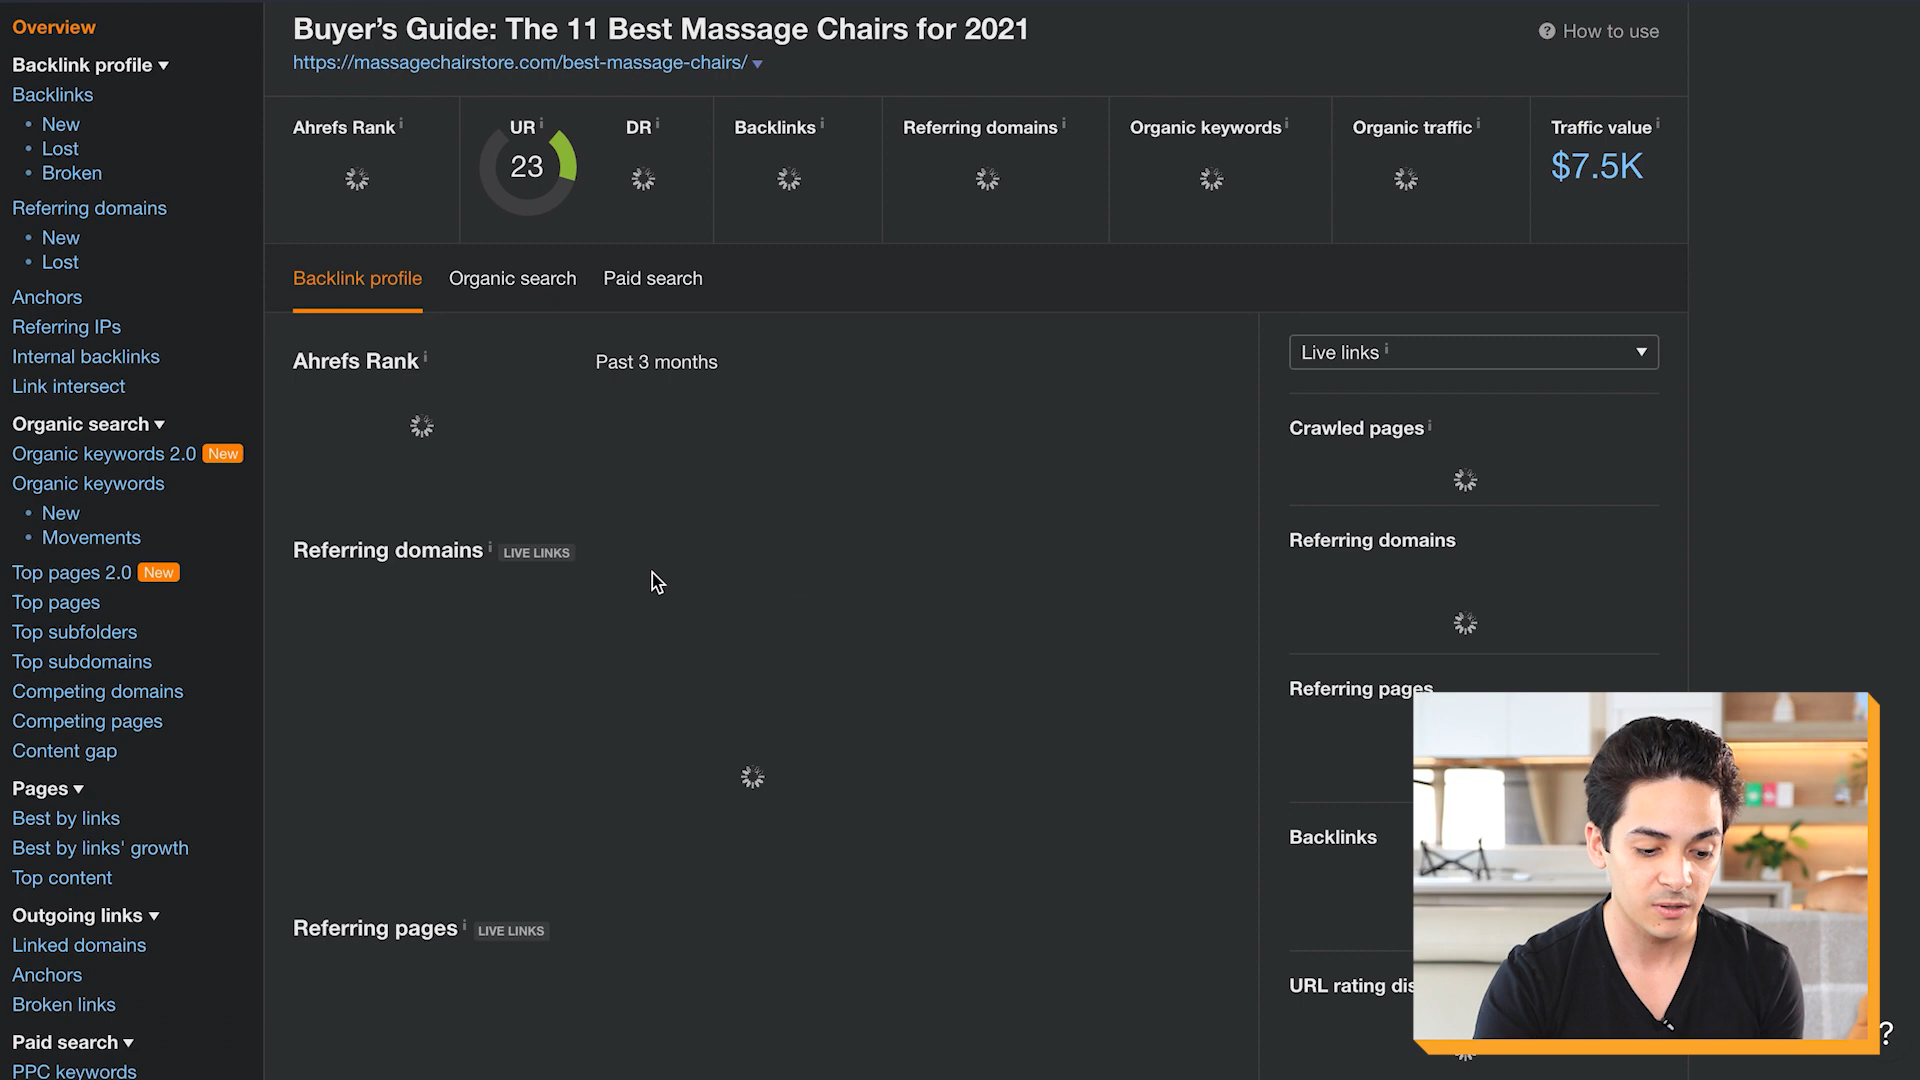 Overview
Backlink profile
Backlinks
New
Lost
Broken
Referring domains
New
Lost
Anchors
Referring IPs
Internal backlinks
Link intersect
Organic search
Organic keywords 2.0 New
Organic keywords
New
Movements
Top pages 2.0 New
Top pages
Top subfolders
Top subdomains
Competing domains
Competing pages
Content gap
Pages
Best by links
Best by links' growth
Top content
Outgoing links
Linked domains
Anchors
Broken links
Paid search
PPC keywords
Buyer’s Guide: The 11 Best Massage Chairs for 2021
? How to use
https://massagechairstore.com/best-massage-chairs/
Ahrefs Rank i
UR i
23
DR i
Backlinks i
Referring domains i
Organic keywords i
Organic traffic i
Traffic value i
$7.5K
Backlink profile Organic search Paid search
Ahrefs Rank i Past 3 months
Referring domains i LIVE LINKS
Referring pages i LIVE LINKS
Live links i
Crawled pages i
Referring domains
Referring pages
Backlinks
URL rating dis
?